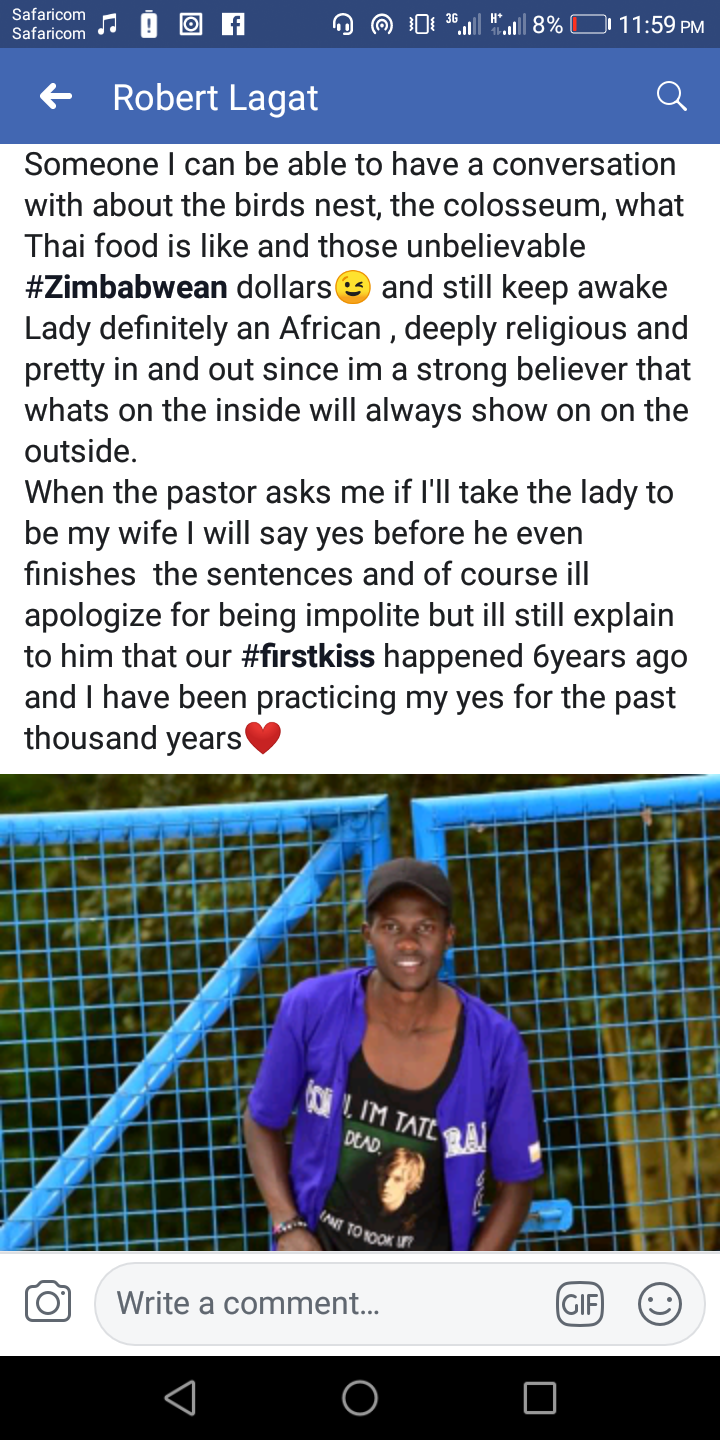 Safaricom
Safaricom
3G
H+
8%
11:59 PM
Robert Lagat
Someone I can be able to have a conversation
with about the birds nest, the colosseum, what
Thai food is like and those unbelievable
#Zimbabwean dollars😉 and still keep awake
Lady definitely an African , deeply religious and
pretty in and out since im a strong believer that
whats on the inside will always show on on the
outside.
When the pastor asks me if I'll take the lady to
be my wife I will say yes before he even
finishes  the sentences and of course ill
apologize for being impolite but ill still explain
to him that our #firstkiss happened 6years ago
and I have been practicing my yes for the past
thousand years❤️
I'M TATE
DEAD.
TO HOOK UP?
RA
Write a comment...
GIF